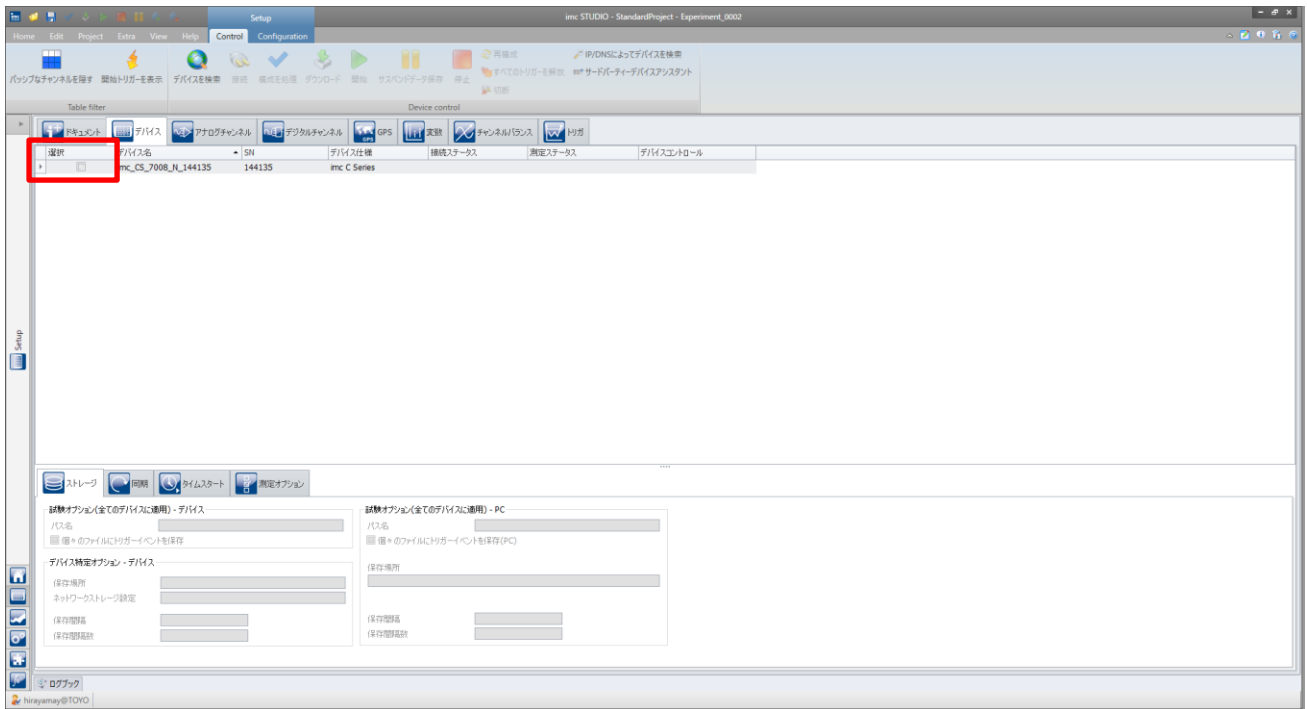 Setup
imc STUDIO - StandardProject - Experiment_0002
Home Edit Project Extra View Help Control Configuration
パッシブなチャンネルを隠す 開始トリガーを表示 デバイスを検索 接続 構成を処理 ダウンロード 開始 サスペンドデータ保存 停止
再構成
すべてのトリガーを解除
切断
IP/DNSによってデバイスを検索
サードパーティーデバイスアシスタント
Table filter Device control
ドキュメント デバイス アナログチャンネル デジタルチャンネル GPS 変数 チャンネルバランス トリガ
選択 デバイス名 SN デバイス仕様 接続ステータス 測定ステータス デバイスコントロール
imc_CS_7008_N_144135 144135 imc C Series
Setup
ストレージ 同期 タイムスタート 測定オプション
試験オプション(全てのデバイスに適用) - デバイス
パス名
個々のファイルにトリガーイベントを保存
デバイス特定オプション - デバイス
保存場所
ネットワークストレージ設定
保存間隔
保存間隔数
試験オプション(全てのデバイスに適用) - PC
パス名
個々のファイルにトリガーイベントを保存(PC)
保存場所
保存間隔
保存間隔数
ログブック
hirayamay@TOYO